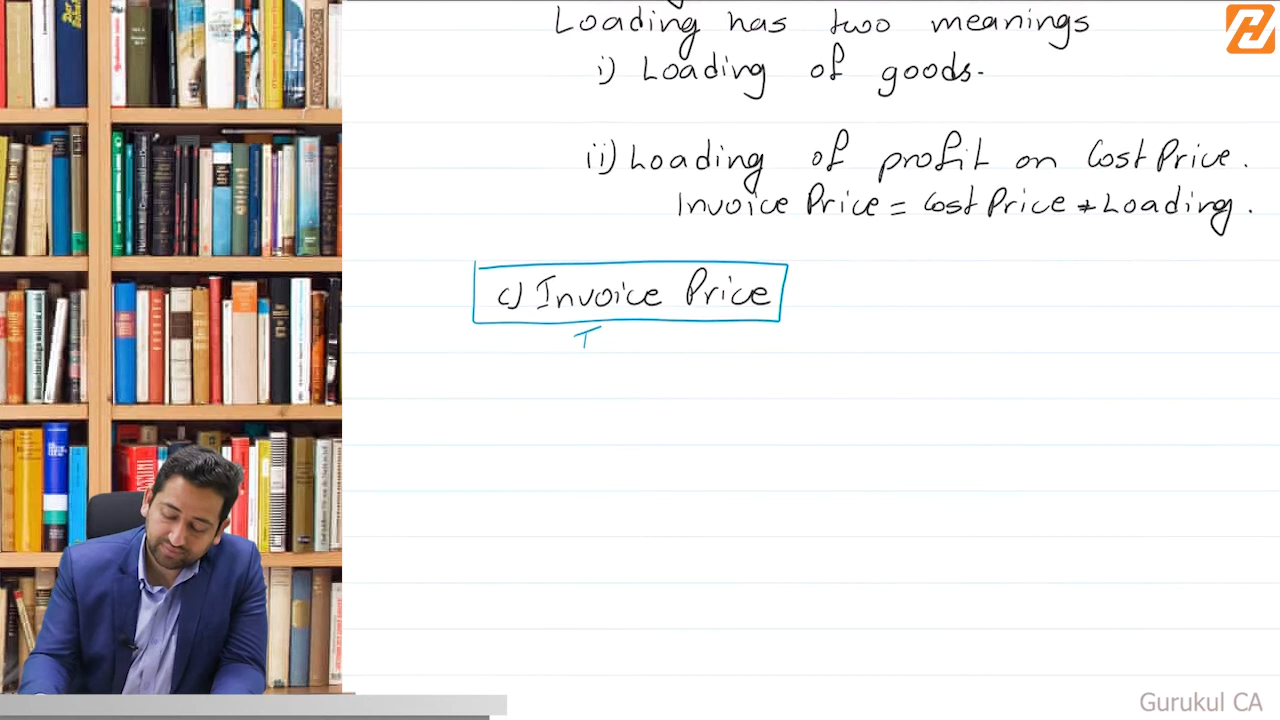 Loading has two meanings
i) Loading of goods.
ii) Loading of profit on Cost Price.
Invoice Price = Cost Price + Loading.
c) Invoice Price
T
Gurukul CA